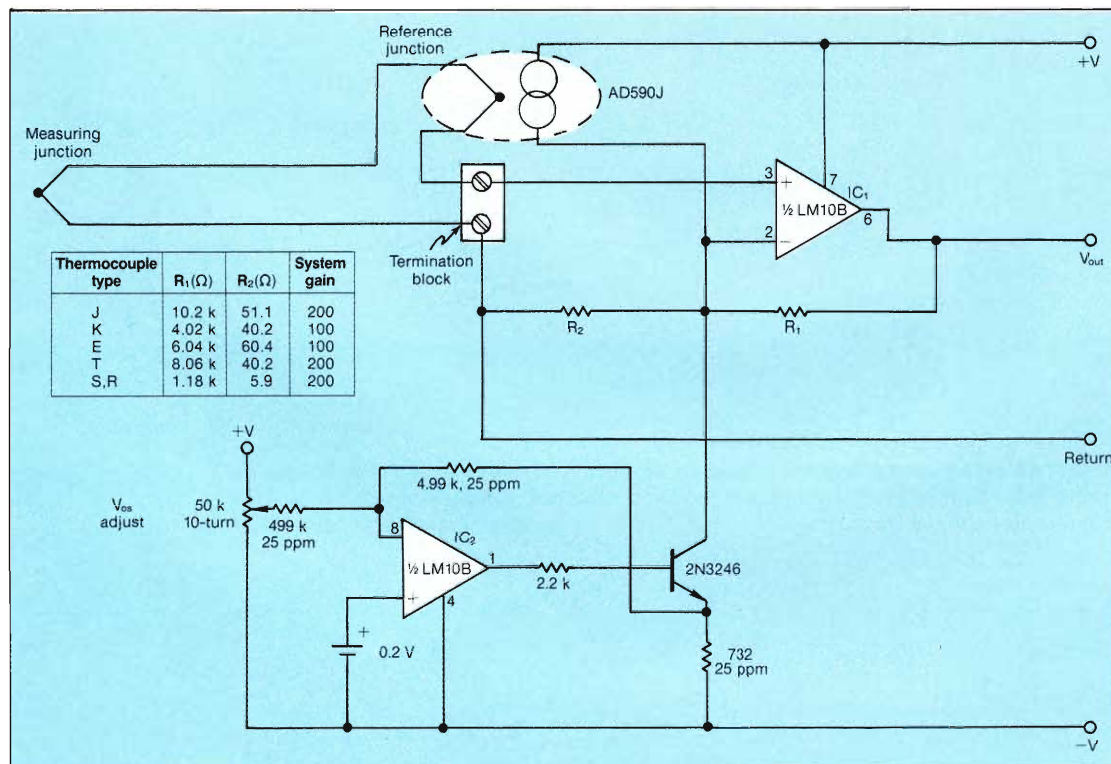 Reference
junction
+V
AD590J
Measuring
junction
3
+
7
IC1
½ LM10B
6
2
−
Vout
Termination
block
Thermocouple type R1(Ω) R2(Ω) System gain
J 10.2 k 51.1 200
K 4.02 k 40.2 100
E 6.04 k 60.4 100
T 8.06 k 40.2 200
S,R 1.18 k 5.9 200
R2
R1
+V
Return
4.99 k, 25 ppm
Vos
adjust
50 k
10-turn
499 k
25 ppm
8
IC2
½ LM10B
1
+
4
2.2 k
2N3246
+
0.2 V
732
25 ppm
−V